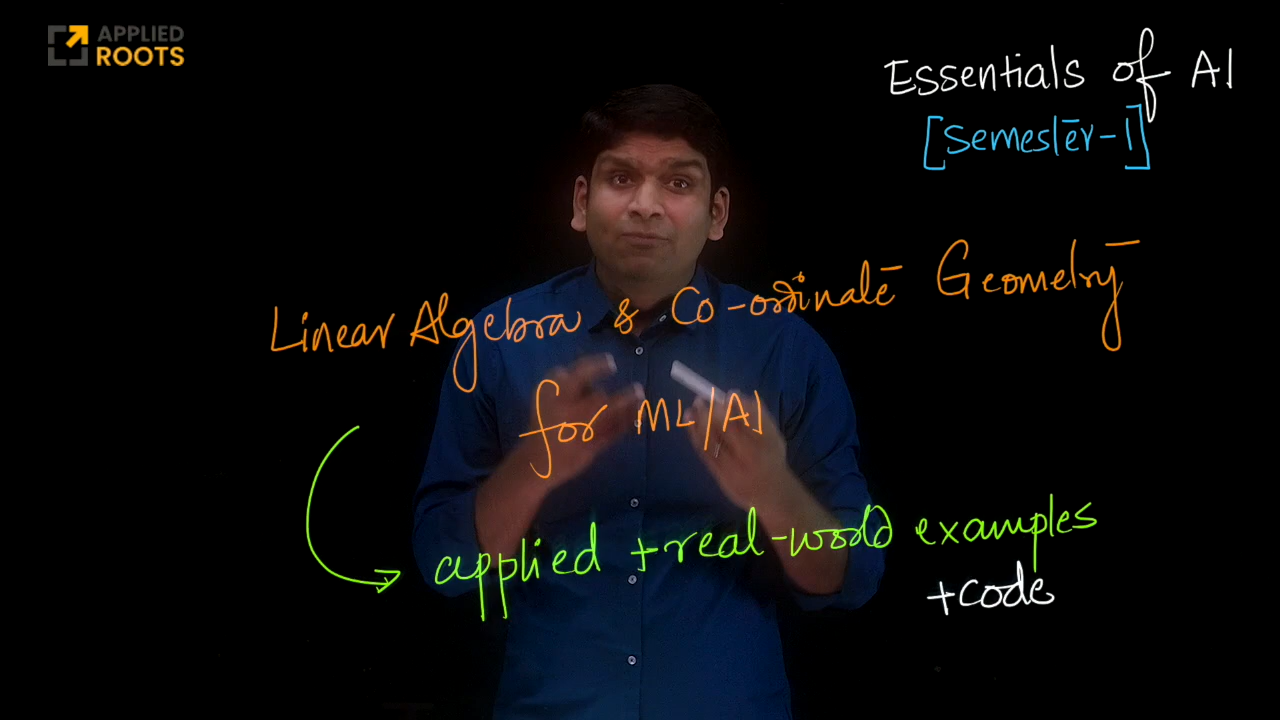 APPLIED
ROOTS
Essentials of AI
[Semester-1]
Linear Algebra & Co-ordinate Geometry
for ML/AI
applied + real-world examples
+ code